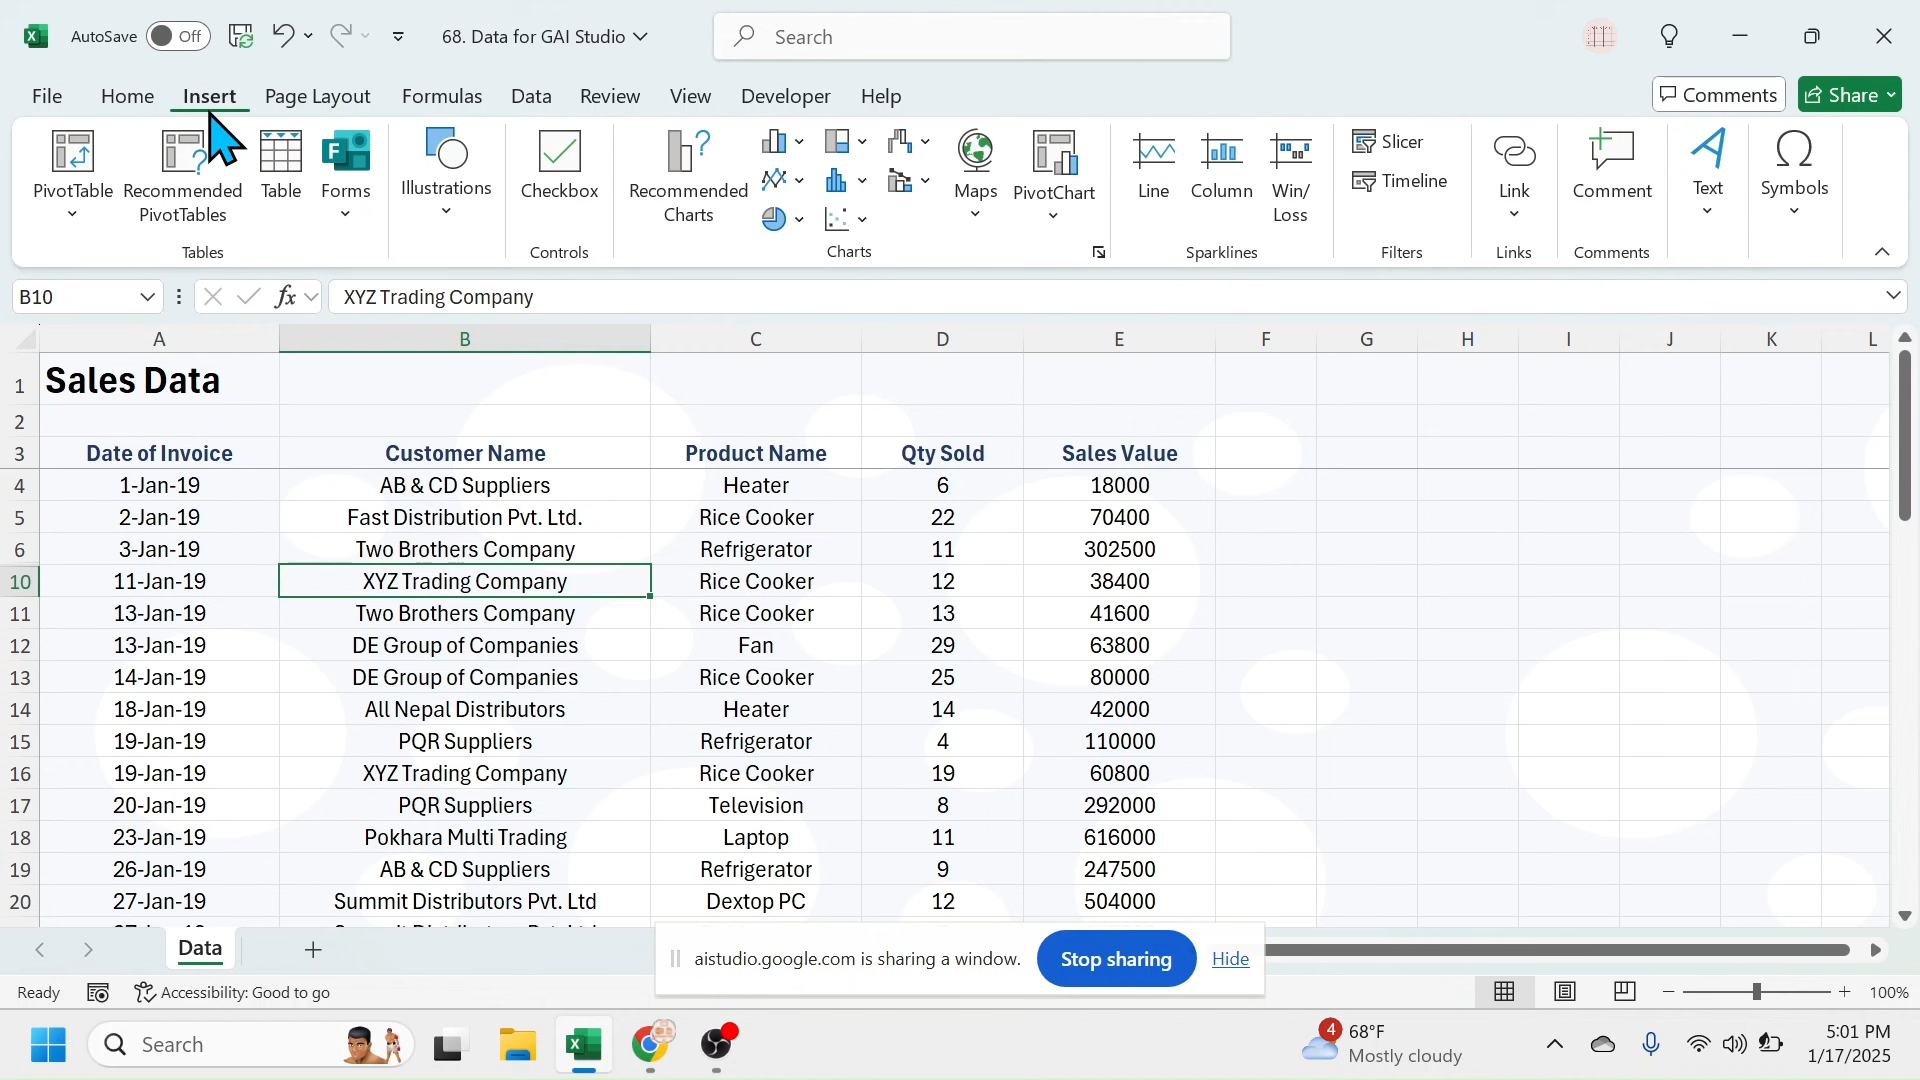 AutoSave Off 68. Data for GAI Studio Search
File Home Insert Page Layout Formulas Data Review View Developer Help Comments Share
PivotTable
Recommended
PivotTables
Table
Forms
Tables
Illustrations
Checkbox
Controls
Recommended
Charts
Maps
PivotChart
Charts
Line
Column
Win/
Loss
Sparklines
Slicer
Timeline
Filters
Link
Links
Comment
Comments
Text
Symbols
B10 fx XYZ Trading Company
A B C D E F G H I J K L
1 Sales Data
2
3 Date of Invoice Customer Name Product Name Qty Sold Sales Value
4 1-Jan-19 AB & CD Suppliers Heater 6 18000
5 2-Jan-19 Fast Distribution Pvt. Ltd. Rice Cooker 22 70400
6 3-Jan-19 Two Brothers Company Refrigerator 11 302500
10 11-Jan-19 XYZ Trading Company Rice Cooker 12 38400
11 13-Jan-19 Two Brothers Company Rice Cooker 13 41600
12 13-Jan-19 DE Group of Companies Fan 29 63800
13 14-Jan-19 DE Group of Companies Rice Cooker 25 80000
14 18-Jan-19 All Nepal Distributors Heater 14 42000
15 19-Jan-19 PQR Suppliers Refrigerator 4 110000
16 19-Jan-19 XYZ Trading Company Rice Cooker 19 60800
17 20-Jan-19 PQR Suppliers Television 8 292000
18 23-Jan-19 Pokhara Multi Trading Laptop 11 616000
19 26-Jan-19 AB & CD Suppliers Refrigerator 9 247500
20 27-Jan-19 Summit Distributors Pvt. Ltd Dextop PC 12 504000
Data
aistudio.google.com is sharing a window. Stop sharing Hide
Ready Accessibility: Good to go 100%
Search
4 68°F
Mostly cloudy
5:01 PM
1/17/2025